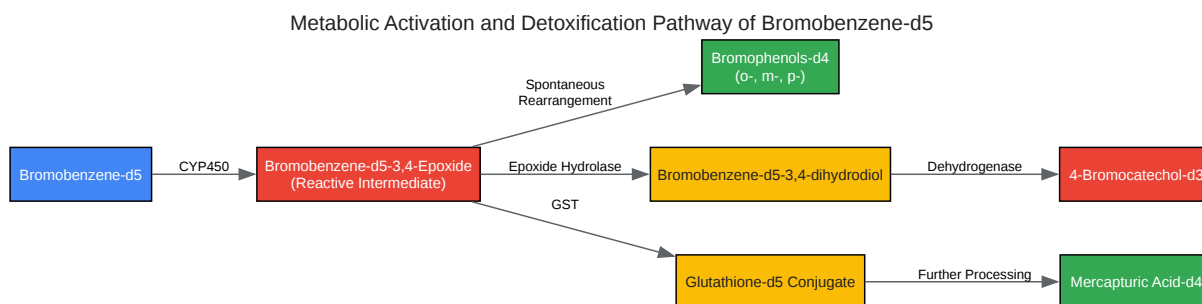 Metabolic Activation and Detoxification Pathway of Bromobenzene-d5
Bromophenols-d4
(o-, m-, p-)
Spontaneous
Rearrangement
Bromobenzene-d5
CYP450
Bromobenzene-d5-3,4-Epoxide
(Reactive Intermediate)
Epoxide Hydrolase
Bromobenzene-d5-3,4-dihydrodiol
Dehydrogenase
4-Bromocatechol-d3
GST
Glutathione-d5 Conjugate
Further Processing
Mercapturic Acid-d4